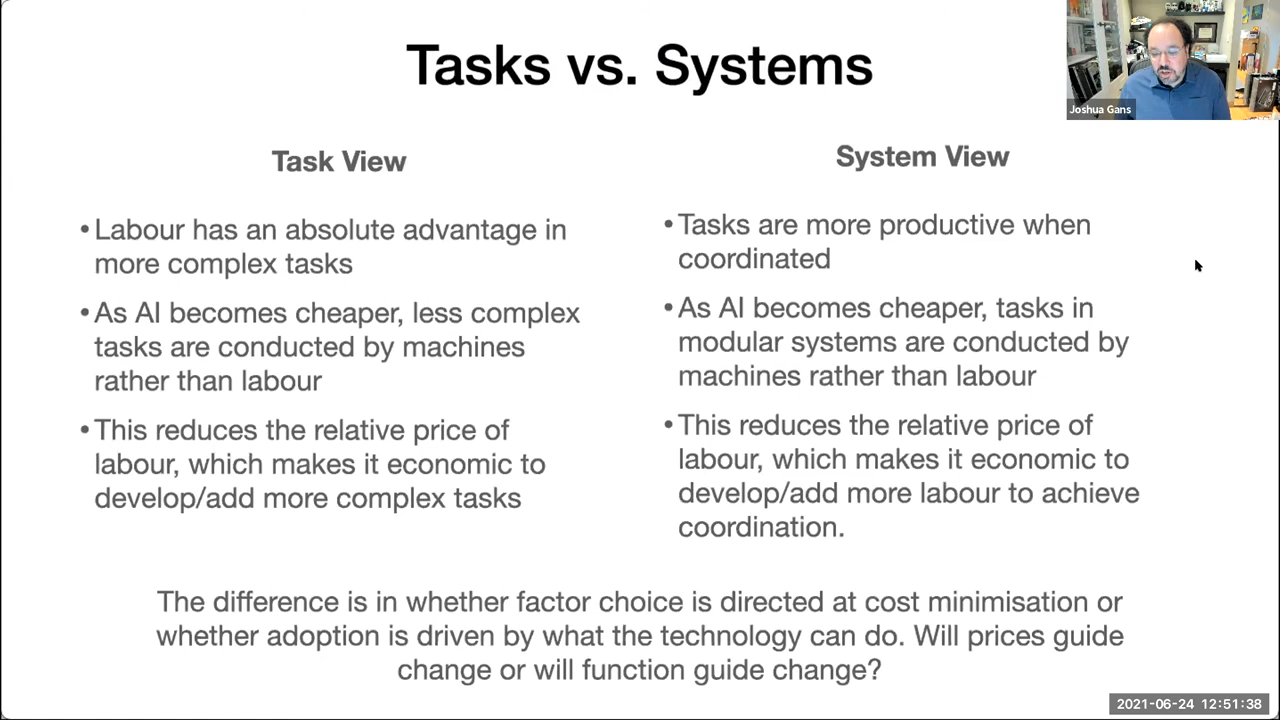 Tasks vs. Systems
Joshua Gans
Task View
• Labour has an absolute advantage in
more complex tasks
• As AI becomes cheaper, less complex
tasks are conducted by machines
rather than labour
• This reduces the relative price of
labour, which makes it economic to
develop/add more complex tasks
System View
• Tasks are more productive when
coordinated
• As AI becomes cheaper, tasks in
modular systems are conducted by
machines rather than labour
• This reduces the relative price of
labour, which makes it economic to
develop/add more labour to achieve
coordination.
The difference is in whether factor choice is directed at cost minimisation or
whether adoption is driven by what the technology can do. Will prices guide
change or will function guide change?
2021-06-24 12:51:38